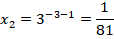 x₂ = 3⁻³⁻¹ = 1/81